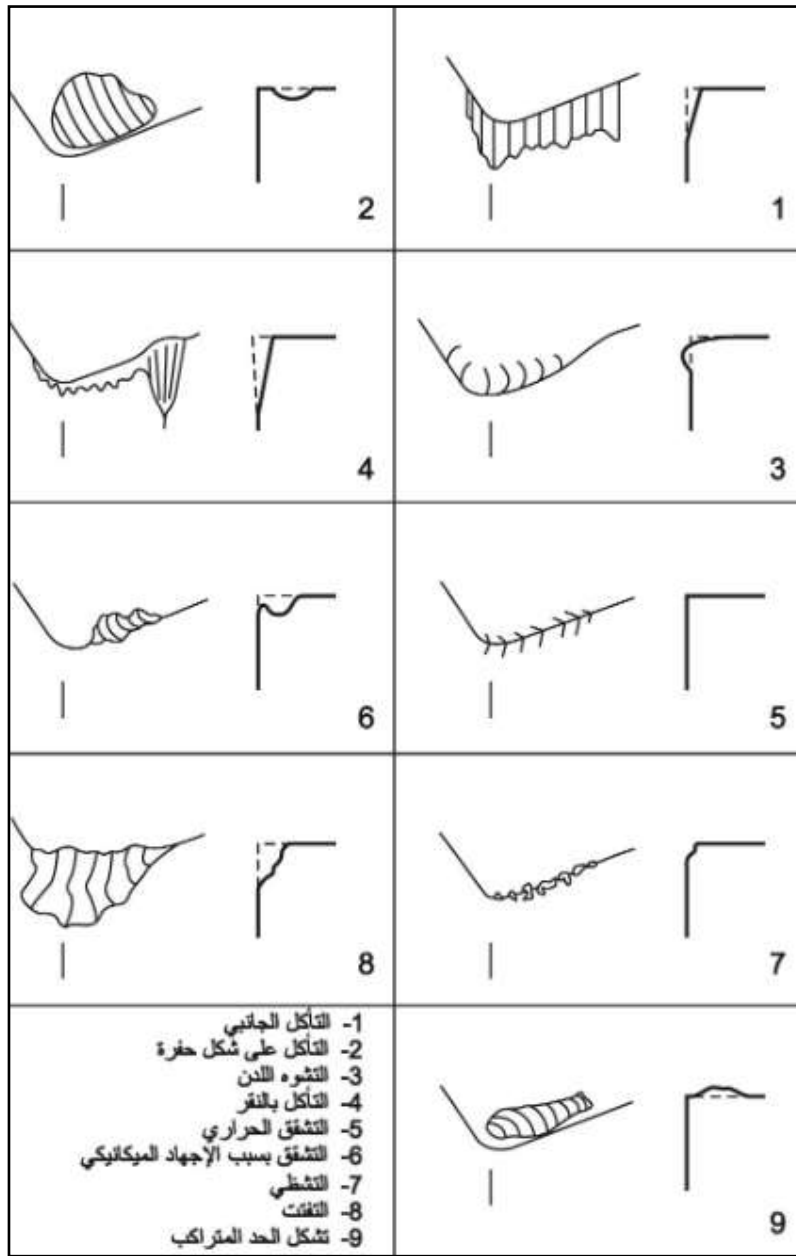 1
2
3
4
5
6
7
8
9
1- التآكل الجانبي
2- التآكل على شكل حفرة
3- التشوه اللدن
4- التآكل بالنقر
5- التشقق الحراري
6- التشقق بسبب الإجهاد الميكانيكي
7- التشظي
8- التفتت
9- تشكل الحد المتراكب